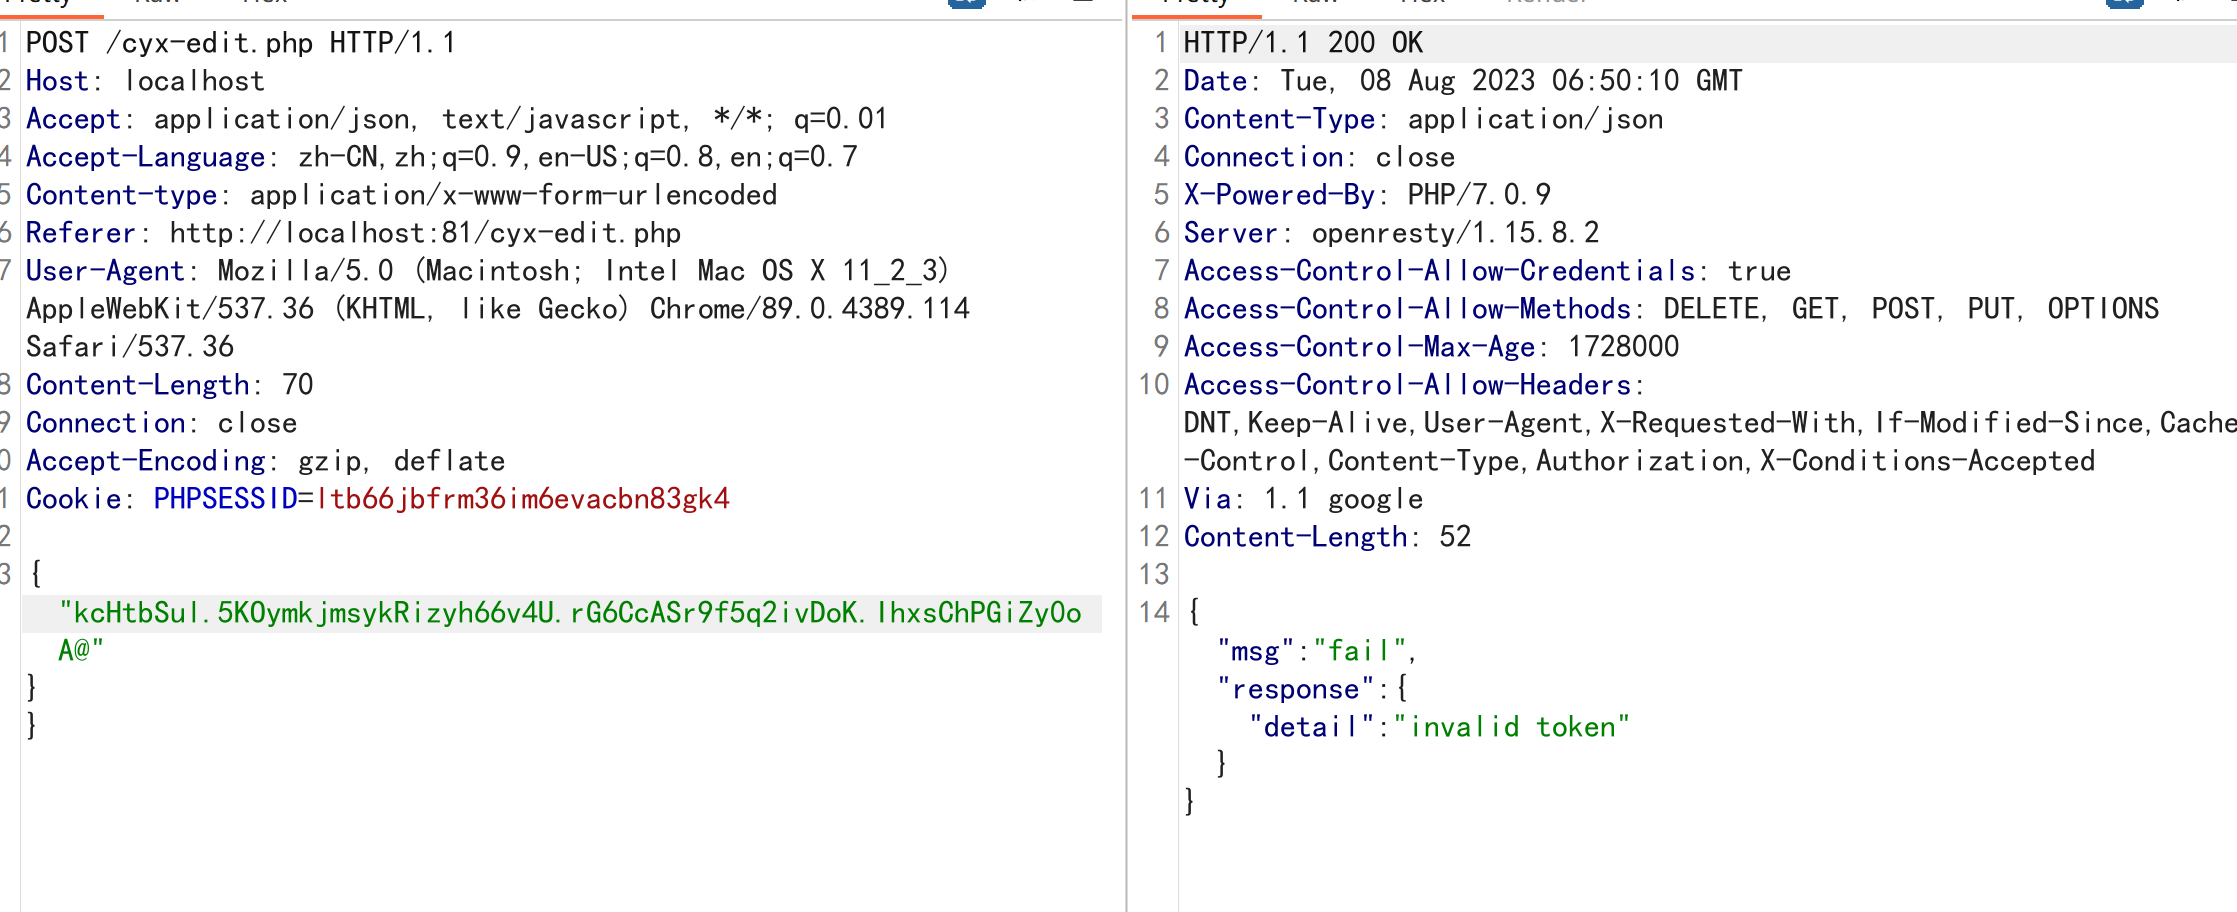 Pretty Raw Hex
POST /cyx-edit.php HTTP/1.1
2 Host: localhost
3 Accept: application/json, text/javascript, */*; q=0.01
4 Accept-Language: zh-CN,zh;q=0.9,en-US;q=0.8,en;q=0.7
5 Content-type: application/x-www-form-urlencoded
6 Referer: http://localhost:81/cyx-edit.php
7 User-Agent: Mozilla/5.0 (Macintosh; Intel Mac OS X 11_2_3)
AppleWebKit/537.36 (KHTML, like Gecko) Chrome/89.0.4389.114
Safari/537.36
8 Content-Length: 70
9 Connection: close
0 Accept-Encoding: gzip, deflate
1 Cookie: PHPSESSID=ltb66jbfrm36im6evacbn83gk4
2
3 {
"kcHtbSul.5KOymkjmsykRizyh66v4U.rG6CcASr9f5q2ivDoK.lhxsChPGiZyOo
A@"
}
}
Pretty Raw Hex Render
1 HTTP/1.1 200 OK
2 Date: Tue, 08 Aug 2023 06:50:10 GMT
3 Content-Type: application/json
4 Connection: close
5 X-Powered-By: PHP/7.0.9
6 Server: openresty/1.15.8.2
7 Access-Control-Allow-Credentials: true
8 Access-Control-Allow-Methods: DELETE, GET, POST, PUT, OPTIONS
9 Access-Control-Max-Age: 1728000
10 Access-Control-Allow-Headers:
DNT,Keep-Alive,User-Agent,X-Requested-With,If-Modified-Since,Cache
-Control,Content-Type,Authorization,X-Conditions-Accepted
11 Via: 1.1 google
12 Content-Length: 52
13
14 {
"msg":"fail",
"response":{
"detail":"invalid token"
}
}